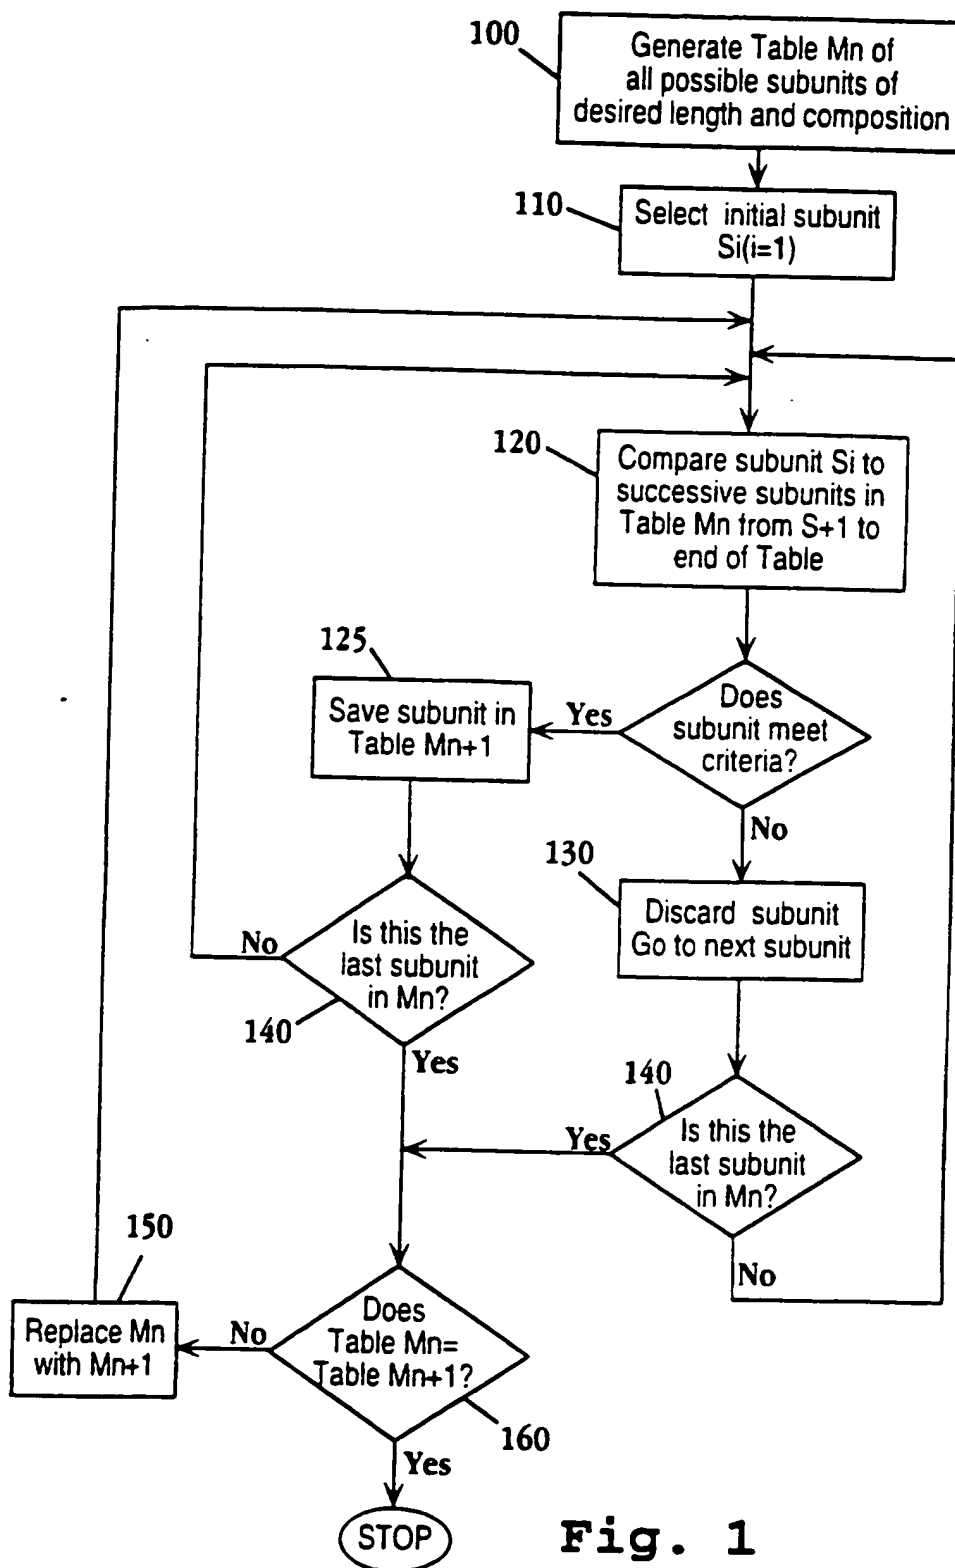 100
Generate Table Mn of
all possible subunits of
desired length and composition
110
Select initial subunit
Si(i=1)
120
Compare subunit Si to
successive subunits in
Table Mn from S+1 to
end of Table
125
Save subunit in
Table Mn+1
Yes
Does
subunit meet
criteria?
No
130
Discard subunit
Go to next subunit
No
Is this the
last subunit
in Mn?
140
Yes
140
Yes
Is this the
last subunit
in Mn?
No
150
Replace Mn
with Mn+1
No
Does
Table Mn=
Table Mn+1?
160
Yes
STOP
Fig. 1